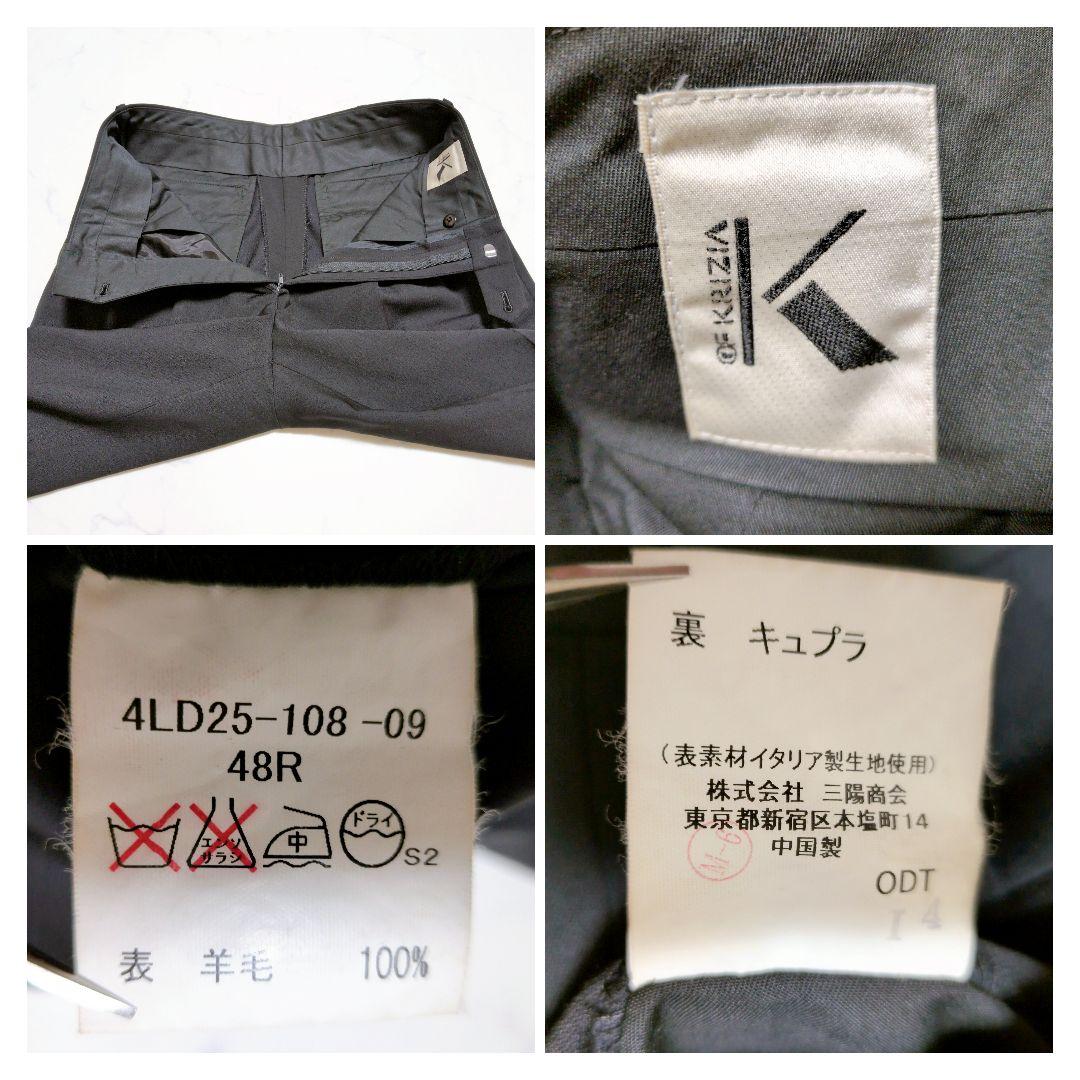 K
OF KRIZIA
4LD25-108 -09
48R
エンソ
サラシ
中
ドライ
S2
表 羊毛 100%
裏 キュプラ
(表素材イタリア製生地使用)
株式会社 三陽商会
東京都新宿区本塩町14
中国製
M-6
ODT
I 4